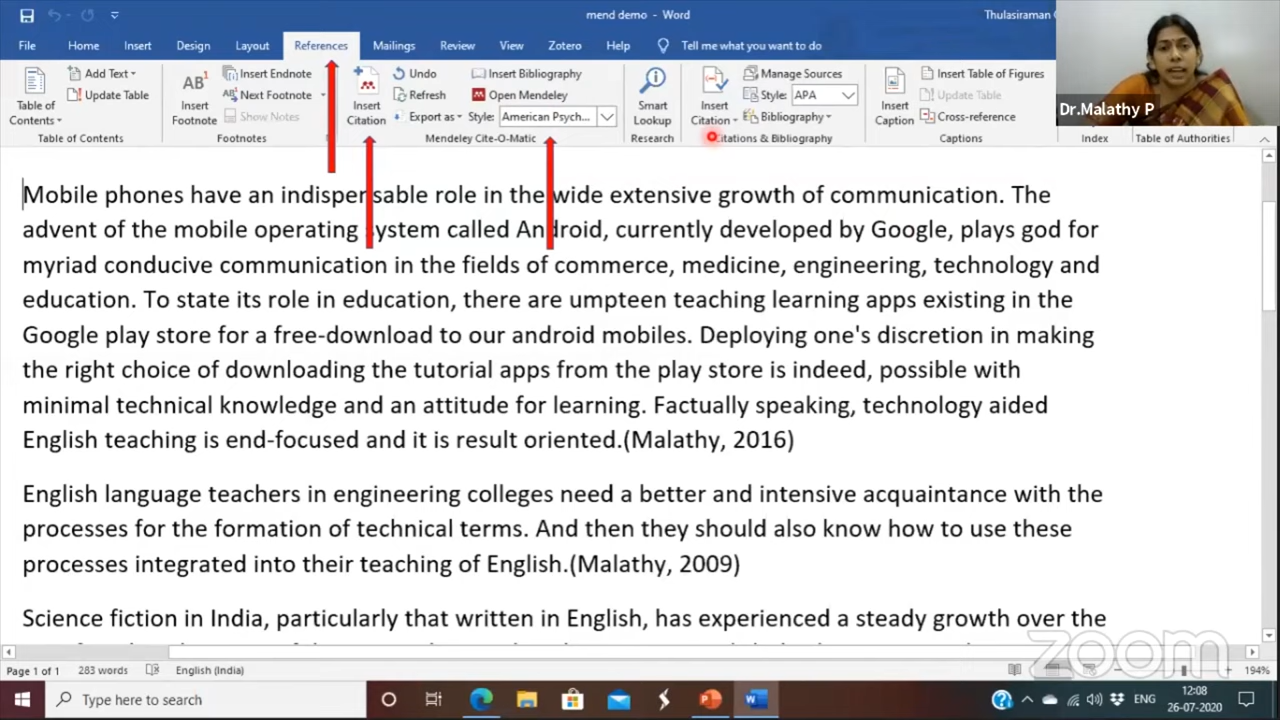 mend demo - Word
Thulasiraman
File Home Insert Design Layout References Mailings Review View Zotero Help Tell me what you want to do
Table of Contents
Add Text
Update Table
Table of Contents
AB1 Insert Footnote
Insert Endnote
Next Footnote
Show Notes
Footnotes
Insert Citation
Undo
Refresh
Export as
Insert Bibliography
Open Mendeley
Style: American Psych...
Mendeley Cite-O-Matic
Smart Lookup
Research
Insert Citation
Manage Sources
Style: APA
Bibliography
Citations & Bibliography
Insert Caption
Insert Table of Figures
Update Table
Cross-reference
Captions
Index
Table of Authorities
Dr.Malathy P
Mobile phones have an indispensable role in the wide extensive growth of communication. The
advent of the mobile operating system called Android, currently developed by Google, plays god for
myriad conducive communication in the fields of commerce, medicine, engineering, technology and
education. To state its role in education, there are umpteen teaching learning apps existing in the
Google play store for a free-download to our android mobiles. Deploying one's discretion in making
the right choice of downloading the tutorial apps from the play store is indeed, possible with
minimal technical knowledge and an attitude for learning. Factually speaking, technology aided
English teaching is end-focused and it is result oriented.(Malathy, 2016)
English language teachers in engineering colleges need a better and intensive acquaintance with the
processes for the formation of technical terms. And then they should also know how to use these
processes integrated into their teaching of English.(Malathy, 2009)
Science fiction in India, particularly that written in English, has experienced a steady growth over the
zoom
Page 1 of 1 283 words English (India) 194%
Type here to search
ENG
12:08
26-07-2020